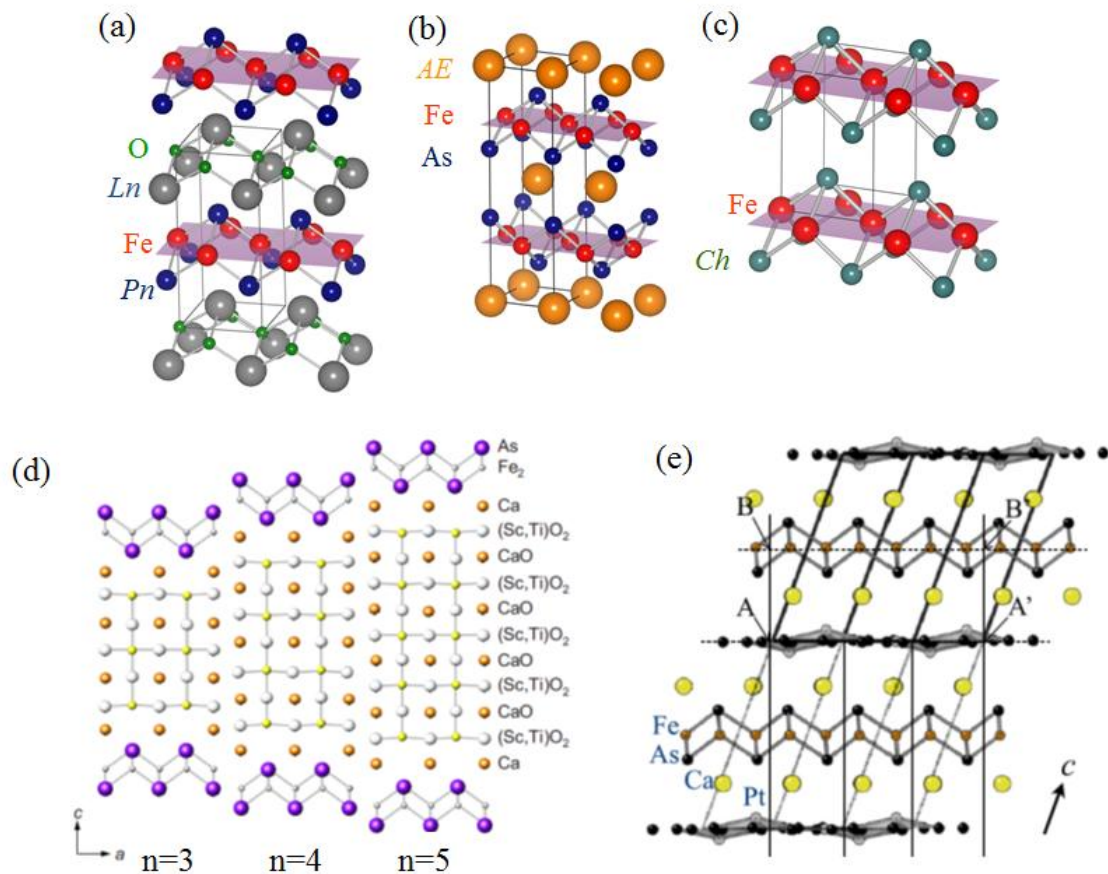 (a)
O
Ln
Fe
Pn
(b)
AE
Fe
As
(c)
Fe
Ch
(d)
As
Fe₂
Ca
(Sc,Ti)O₂
CaO
(Sc,Ti)O₂
CaO
(Sc,Ti)O₂
CaO
(Sc,Ti)O₂
CaO
(Sc,Ti)O₂
Ca
c
a
n=3
n=4
n=5
(e)
B
B'
A
A'
Fe
As
Ca
Pt
c